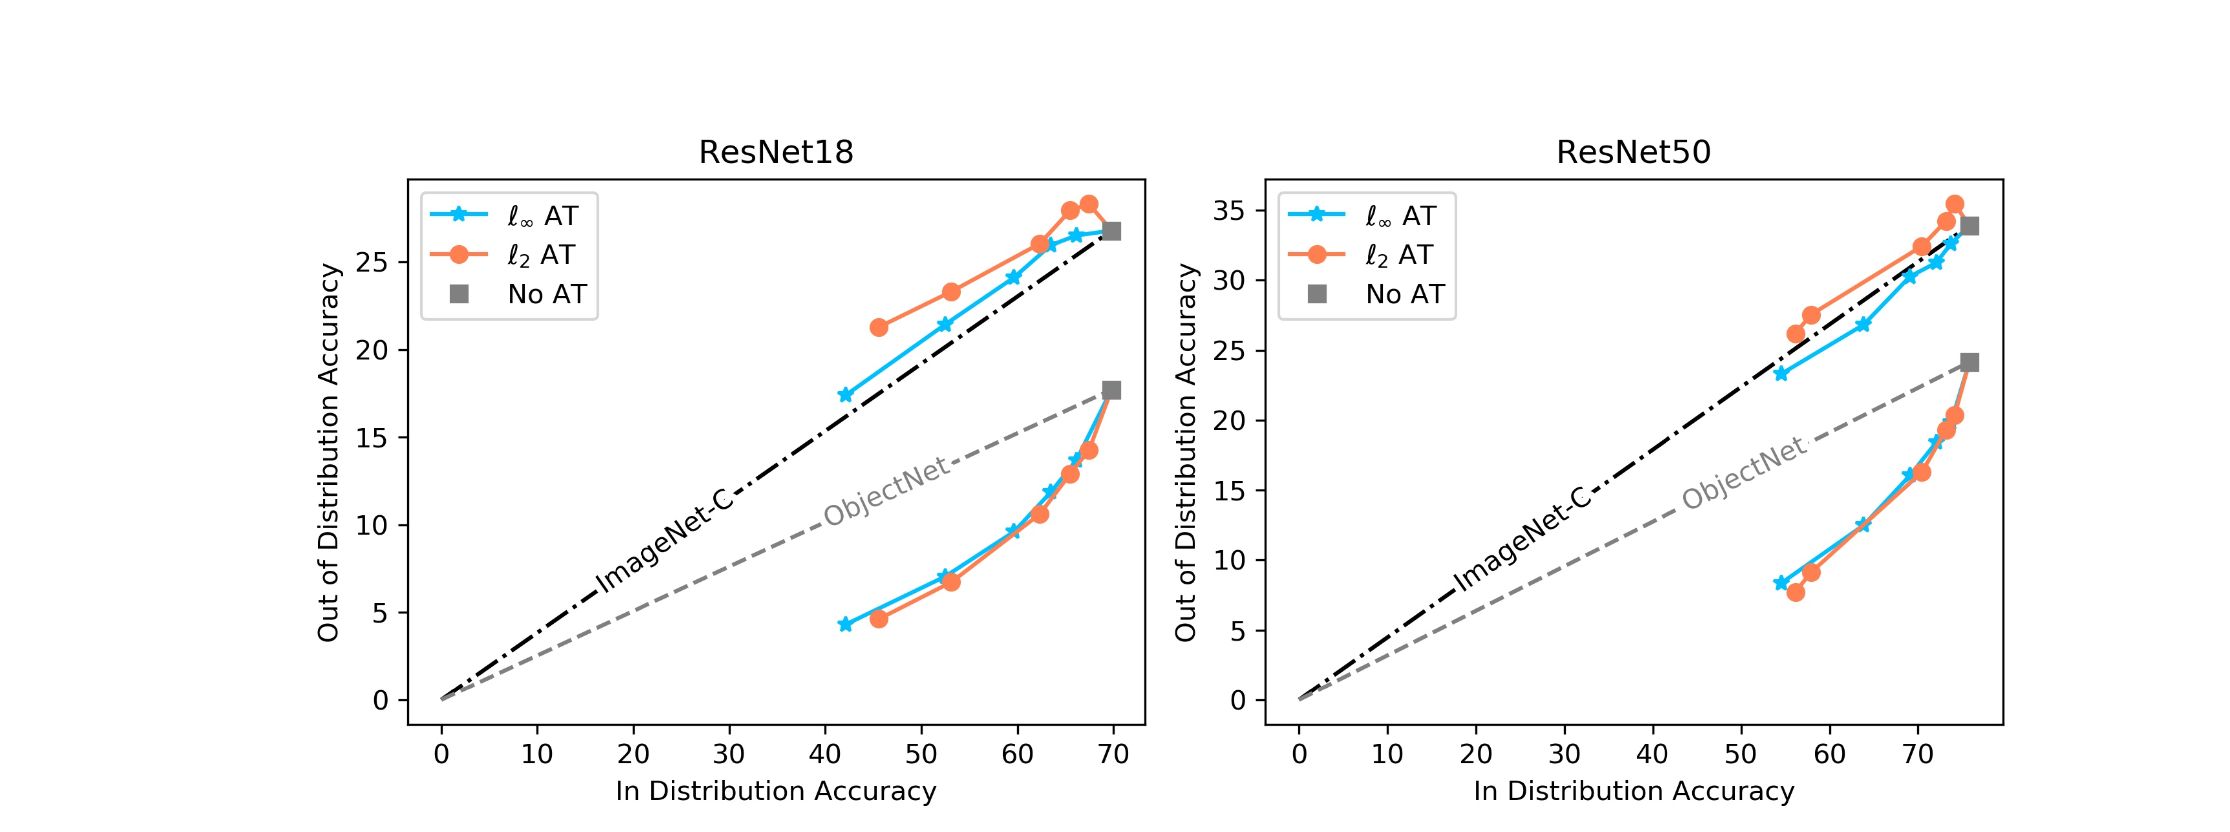 ResNet18
ℓ∞ AT
ℓ2 AT
No AT
ImageNet-C
ObjectNet
Out of Distribution Accuracy
25
20
15
10
5
0
0 10 20 30 40 50 60 70
In Distribution Accuracy
ResNet50
ℓ∞ AT
ℓ2 AT
No AT
ImageNet-C
ObjectNet
Out of Distribution Accuracy
35
30
25
20
15
10
5
0
0 10 20 30 40 50 60 70
In Distribution Accuracy